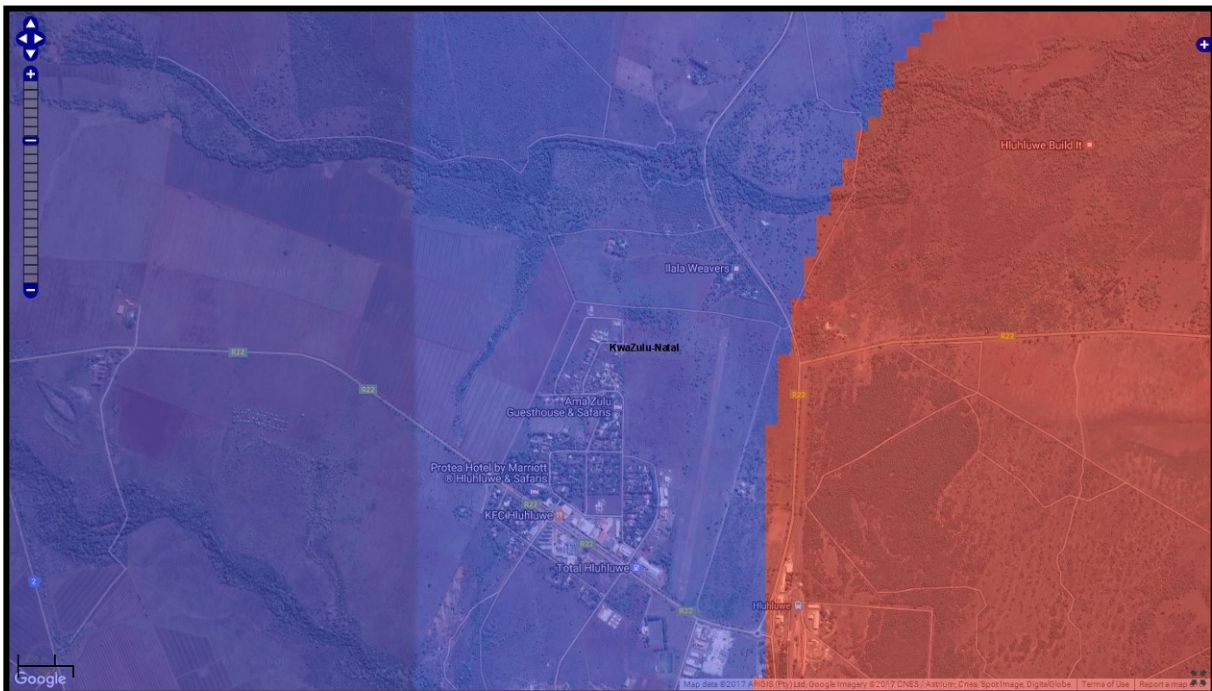 Hluhluwe Build It
Ilala Weavers
R22
KwaZulu-Natal
R22
R22
R22
Ama Zulu
Guesthouse & Safaris
Protea Hotel by Marriott
® Hluhluwe & Safaris
R22
KFC Hluhluwe
R22
Total Hluhluwe
2
Hluhluwe
R22
Google
Map data ©2017 AfriGIS (Pty) Ltd, Google Imagery ©2017 CNES / Astrium, Cnes, Spot Image, DigitalGlobe
Terms of Use
Report a map